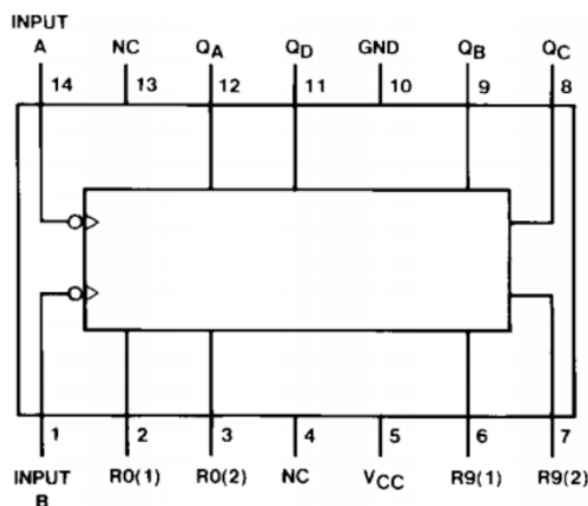 INPUT
A NC QA QD GND QB QC
14 13 12 11 10 9 8
1 2 3 4 5 6 7
INPUT R0(1) R0(2) NC VCC R9(1) R9(2)
B